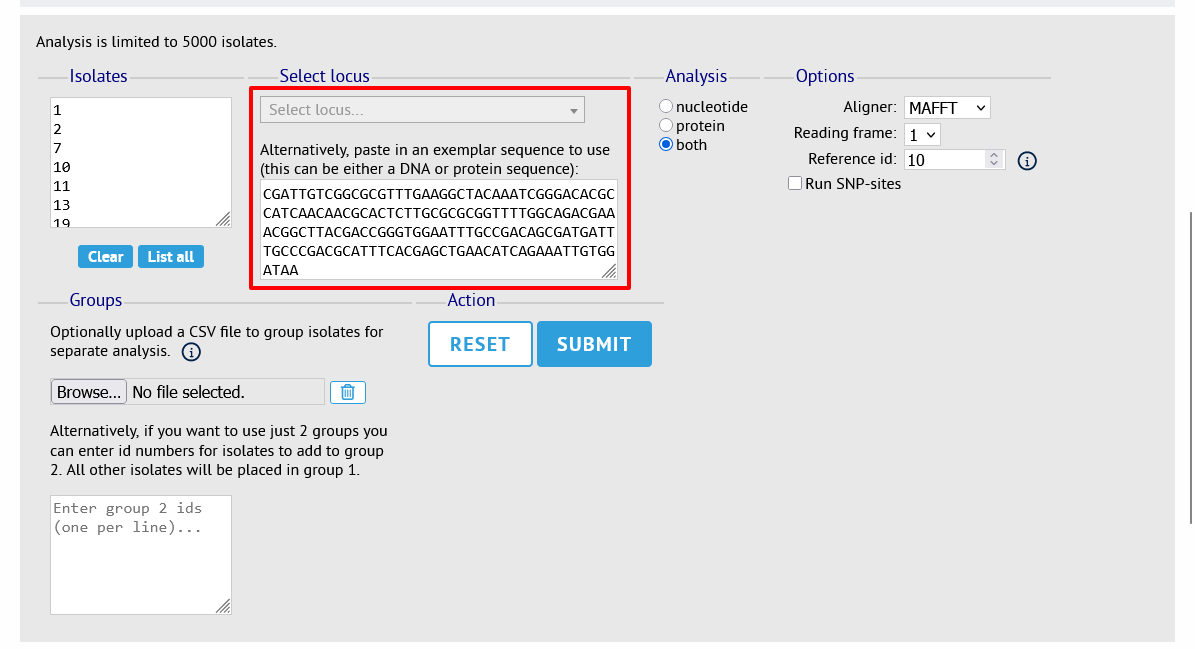 Analysis is limited to 5000 isolates.
Isolates
1
2
7
10
11
13
19
Clear
List all
Select locus
Select locus...
Alternatively, paste in an exemplar sequence to use
(this can be either a DNA or protein sequence):
CGATTGTCGGCGCGTTTGAAGGCTACAAATCGGGACACGC
CATCAACAACGCACTCTTGCGCGCGGTTTTGGCAGACGAA
ACGGCTTACGACCGGGTGGAATTTGCCGACAGCGATGATT
TGCCCGACGCATTTCACGAGCTGAACATCAGAAATTGTGG
ATAA
Analysis
nucleotide
protein
both
Options
Aligner: MAFFT
Reading frame: 1
Reference id: 10
Run SNP-sites
Groups
Optionally upload a CSV file to group isolates for
separate analysis.
Browse... No file selected.
Alternatively, if you want to use just 2 groups you
can enter id numbers for isolates to add to group
2. All other isolates will be placed in group 1.
Enter group 2 ids
(one per line)...
Action
RESET
SUBMIT